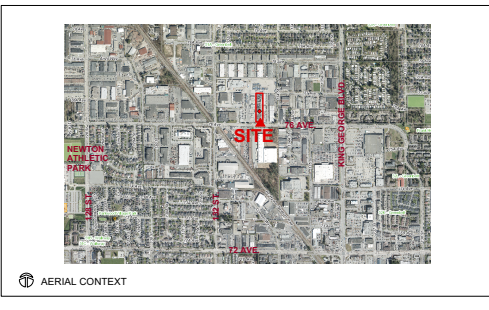 76 AVE
SITE
KING GEORGE BLVD.
NEWTON
ATHLETIC
PARK
128 ST.
132 ST.
72 AVE.
AERIAL CONTEXT